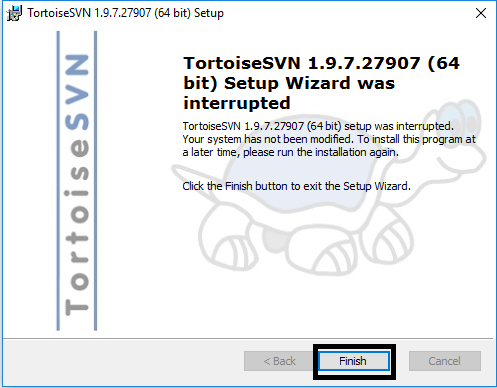 TortoiseSVN 1.9.7.27907 (64 bit) Setup
TortoiseSVN 1.9.7.27907 (64
bit) Setup Wizard was
interrupted
TortoiseSVN 1.9.7.27907 (64 bit) setup was interrupted.
Your system has not been modified. To install this program at
a later time, please run the installation again.
Click the Finish button to exit the Setup Wizard.
TortoiseSVN
< Back
Finish
Cancel